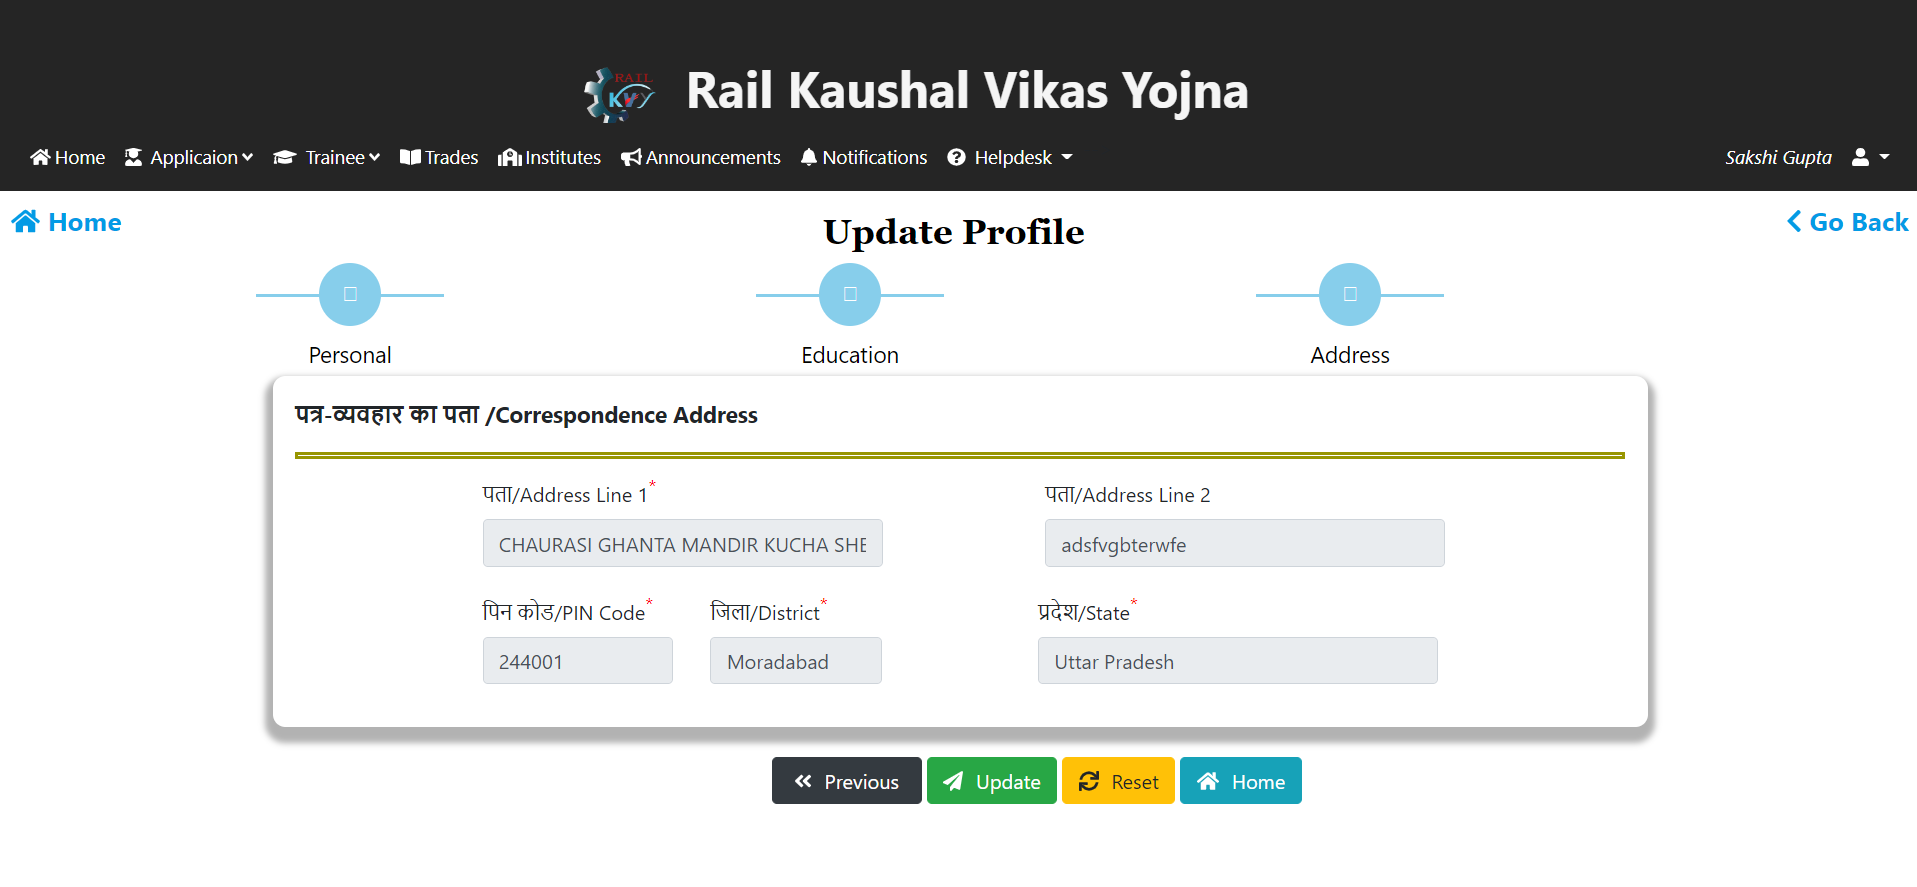 RAIL
KVY
Rail Kaushal Vikas Yojna
Home Applicaion Trainee Trades Institutes Announcements Notifications Helpdesk Sakshi Gupta
Home
Update Profile
Go Back
Personal Education Address
पत्र-व्यवहार का पता /Correspondence Address
पता/Address Line 1* पता/Address Line 2
CHAURASI GHANTA MANDIR KUCHA SHE adsfvgbterwfe
पिन कोड/PIN Code* जिला/District* प्रदेश/State*
244001 Moradabad Uttar Pradesh
Previous Update Reset Home